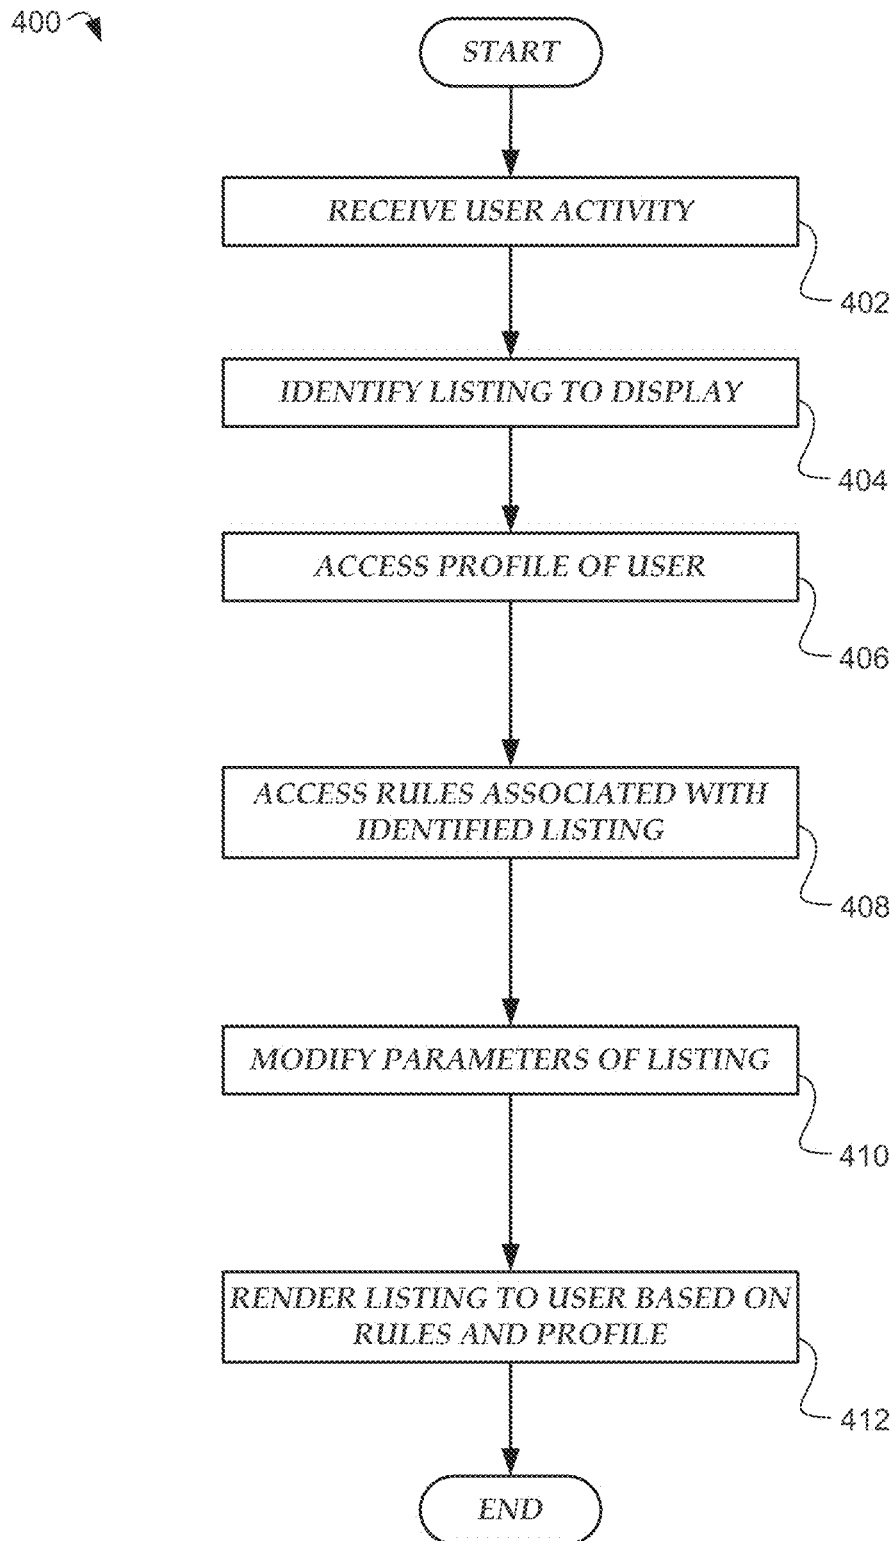 400
START
RECEIVE USER ACTIVITY
402
IDENTIFY LISTING TO DISPLAY
404
ACCESS PROFILE OF USER
406
ACCESS RULES ASSOCIATED WITH
IDENTIFIED LISTING
408
MODIFY PARAMETERS OF LISTING
410
RENDER LISTING TO USER BASED ON
RULES AND PROFILE
412
END